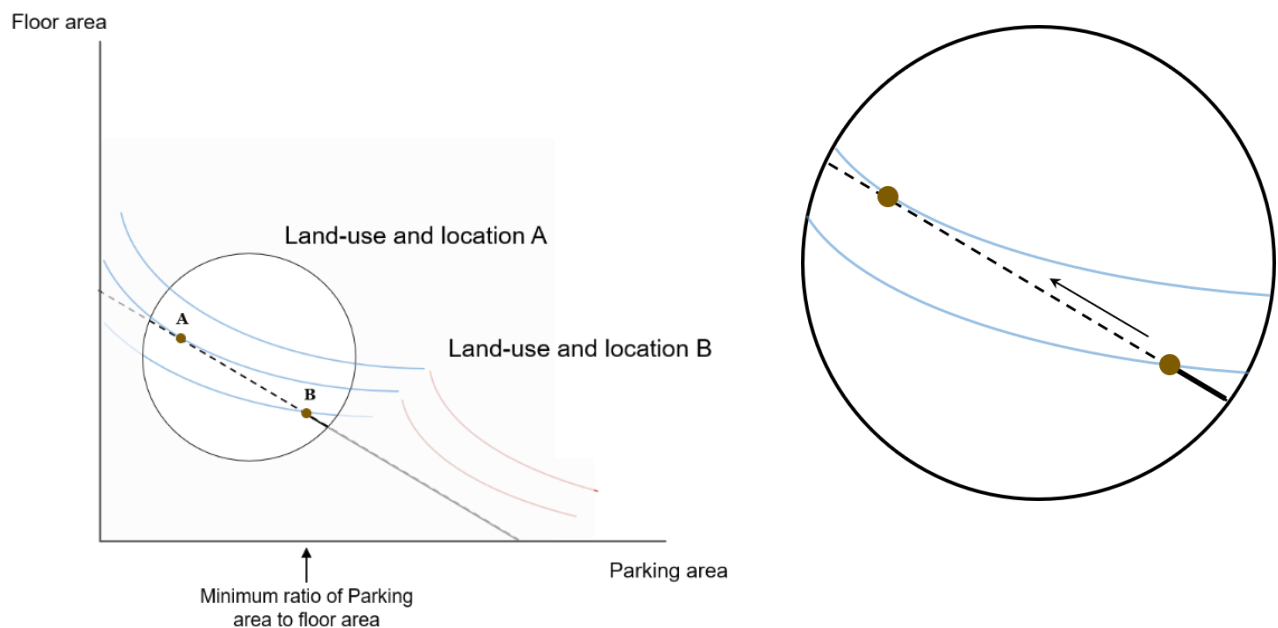 Floor area
Land-use and location A
A
Land-use and location B
B
Parking area
Minimum ratio of Parking
area to floor area